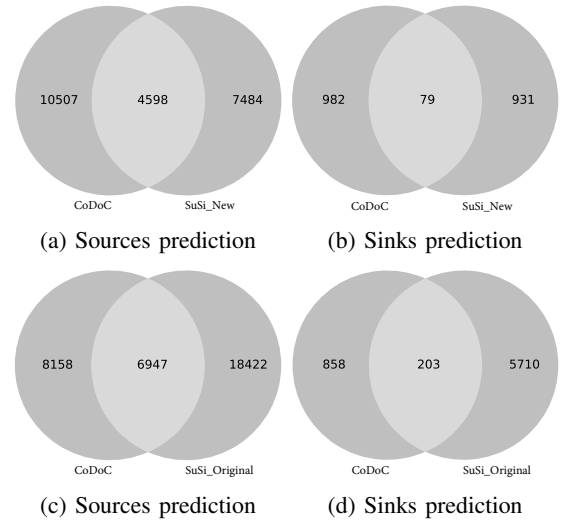 10507 4598 7484 982 79 931
CoDoC SuSi_New CoDoC SuSi_New
(a) Sources prediction (b) Sinks prediction
8158 6947 18422 858 203 5710
CoDoC SuSi_Original CoDoC SuSi_Original
(c) Sources prediction (d) Sinks prediction